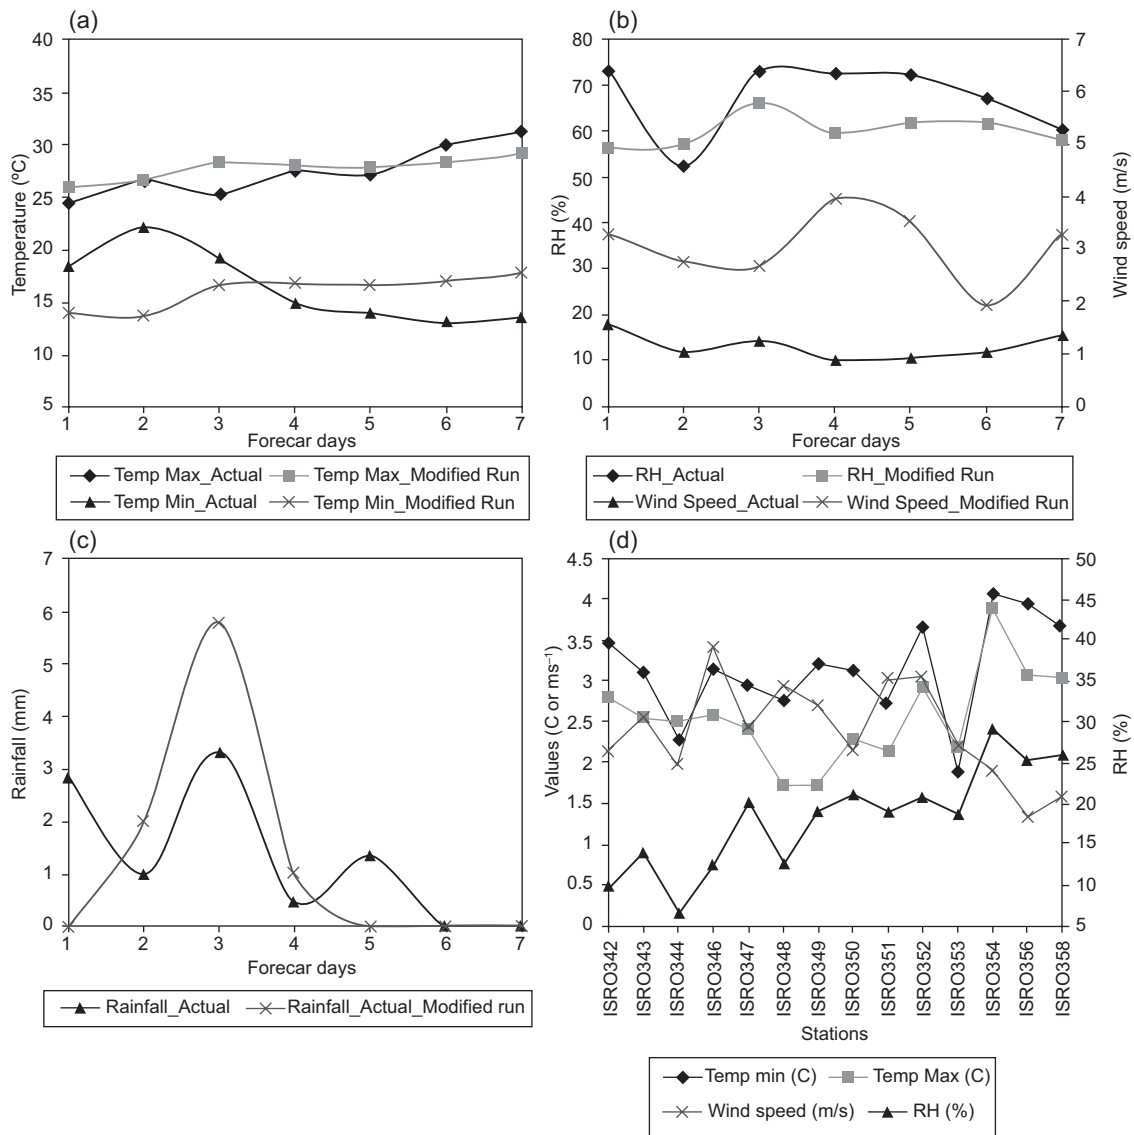 (a)
40
35
30
25
20
15
10
5
Temperature (ºC)
1 2 3 4 5 6 7
Forecar days
Temp Max_Actual Temp Max_Modified Run
Temp Min_Actual Temp Min_Modified Run
(b)
80
70
60
50
40
30
20
10
0
RH (%)
7
6
5
4
3
2
1
0
Wind speed (m/s)
1 2 3 4 5 6 7
Forecar days
RH_Actual RH_Modified Run
Wind Speed_Actual Wind Speed_Modified Run
(c)
7
6
5
4
3
2
1
0
Rainfall (mm)
1 2 3 4 5 6 7
Forecar days
Rainfall_Actual Rainfall_Actual_Modified run
(d)
4.5
4
3.5
3
2.5
2
1.5
1
0.5
0
Values (C or ms⁻¹)
50
45
40
35
30
25
20
15
10
5
RH (%)
ISRO342
ISRO343
ISRO344
ISRO346
ISRO347
ISRO348
ISRO349
ISRO350
ISRO351
ISRO352
ISRO353
ISRO354
ISRO356
ISRO358
Stations
Temp min (C) Temp Max (C)
Wind speed (m/s) RH (%)